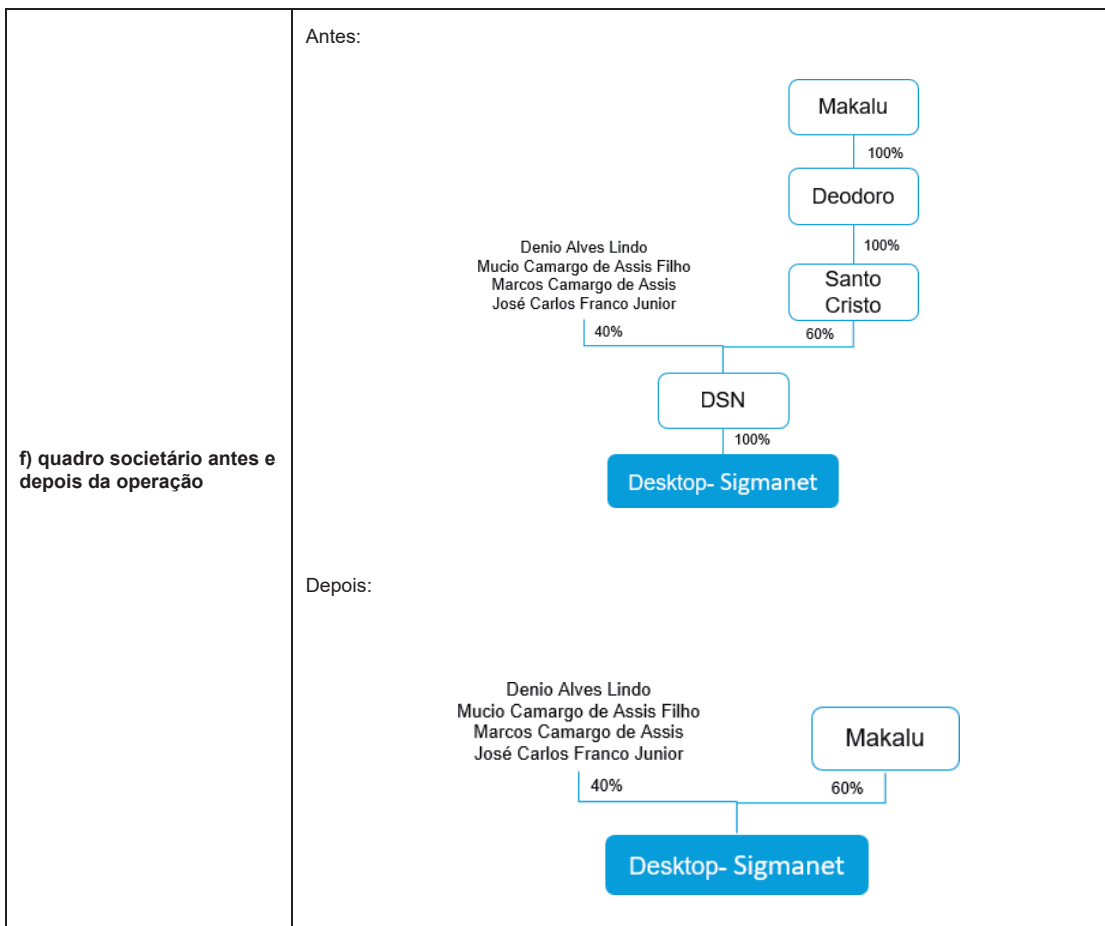 f) quadro societário antes e
depois da operação
Antes:
Makalu
100%
Deodoro
100%
Santo
Cristo
Denio Alves Lindo
Mucio Camargo de Assis Filho
Marcos Camargo de Assis
José Carlos Franco Junior
40%
60%
DSN
100%
Desktop- Sigmanet
Depois:
Denio Alves Lindo
Mucio Camargo de Assis Filho
Marcos Camargo de Assis
José Carlos Franco Junior
Makalu
40%
60%
Desktop- Sigmanet